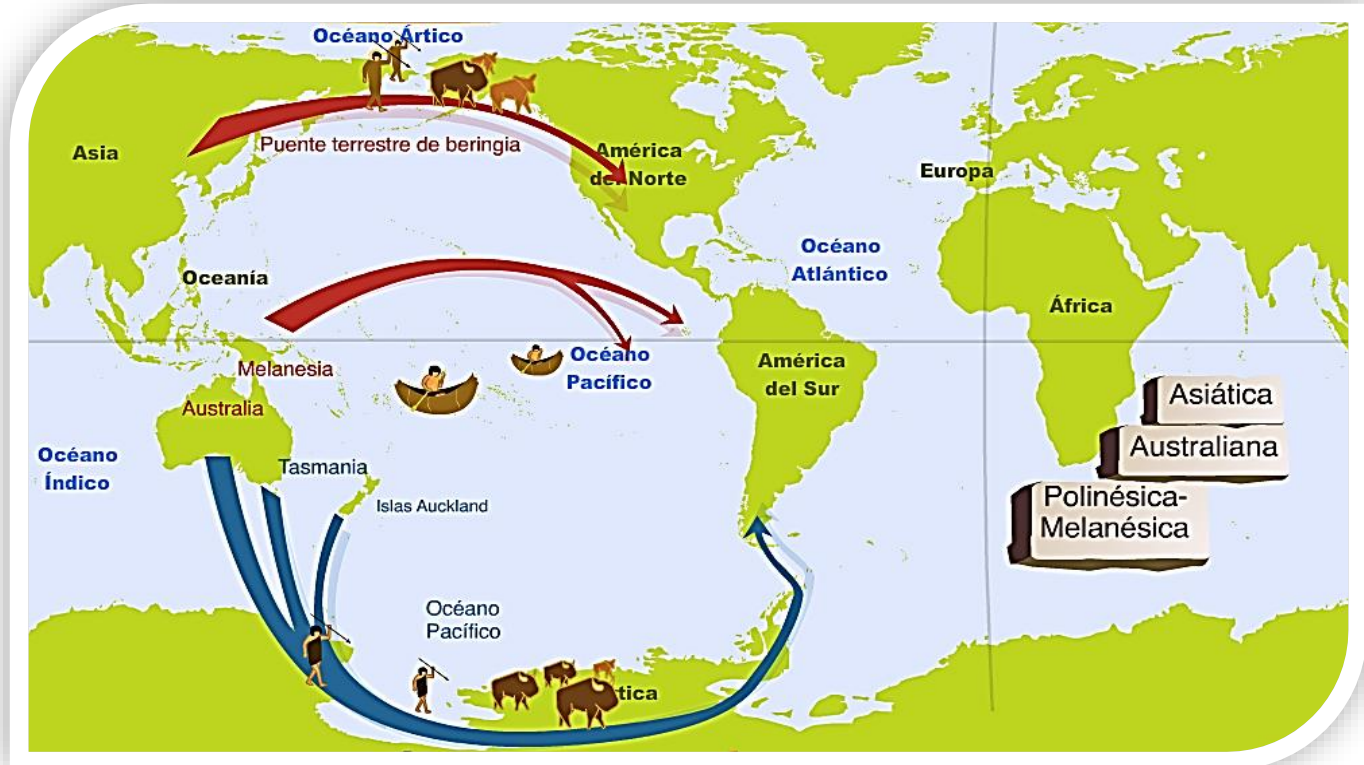 Océano Ártico
Asia
Puente terrestre de beringia
América
del Norte
Europa
Oceanía
Océano
Atlántico
África
Melanesia
Australia
Océano
Pacífico
América
del Sur
Asiática
Australiana
Polinésica-
Melanésica
Océano
Índico
Tasmania
Islas Auckland
Océano
Pacífico
tica